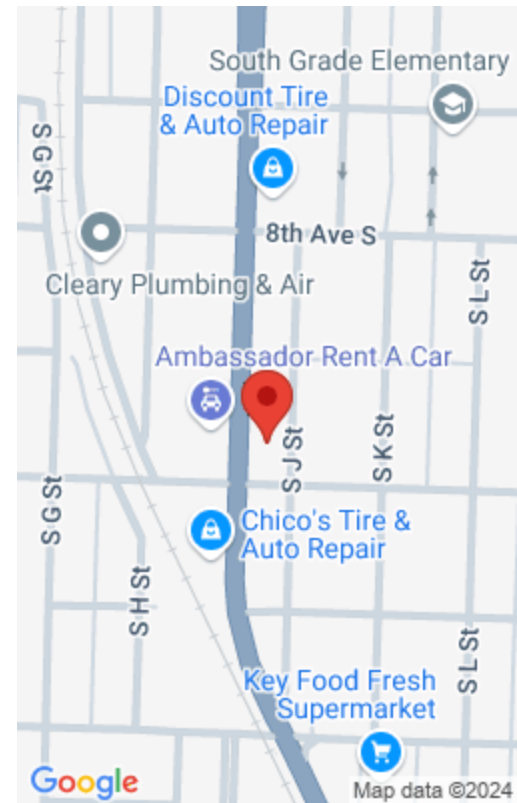 South Grade Elementary
Discount Tire
& Auto Repair
S G St
8th Ave S
Cleary Plumbing & Air
S L St
Ambassador Rent A Car
S J St
S K St
S G St
Chico's Tire &
Auto Repair
S H St
S L St
Key Food Fresh
Supermarket
Google
Map data ©2024